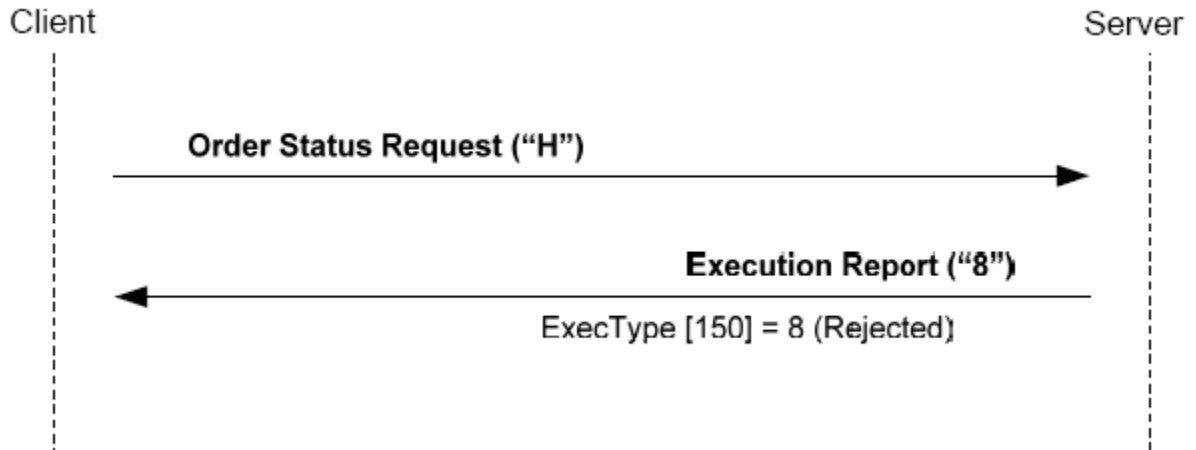 Client
Server
Order Status Request (“H”)
Execution Report (“8”)
ExecType [150] = 8 (Rejected)